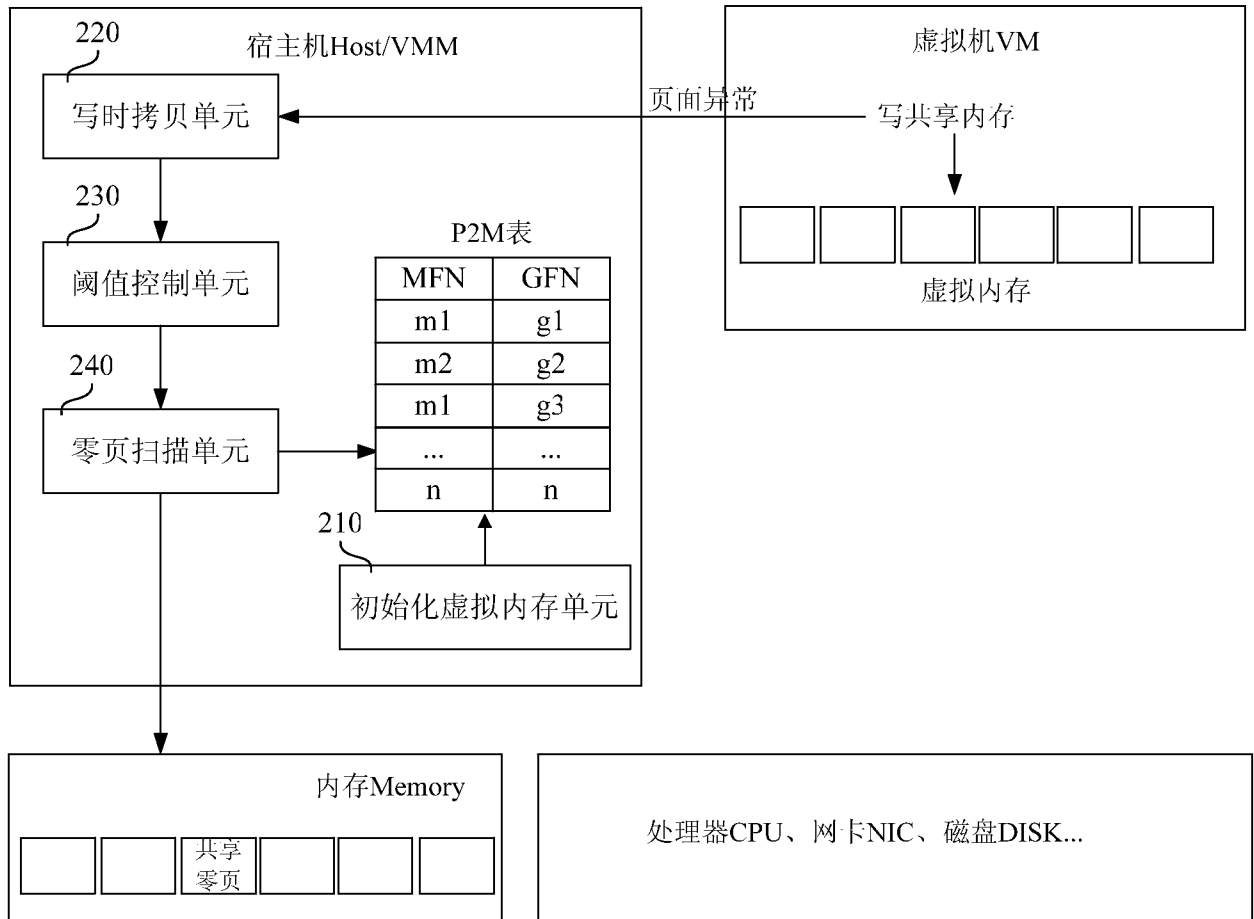 220
宿主机Host/VMM
写时拷贝单元
230
阈值控制单元
240
零页扫描单元
P2M表
MFN GFN
m1 g1
m2 g2
m1 g3
... ...
n n
210
初始化虚拟内存单元
页面异常
虚拟机VM
写共享内存
虚拟内存
内存Memory
共享
零页
处理器CPU、网卡NIC、磁盘DISK...